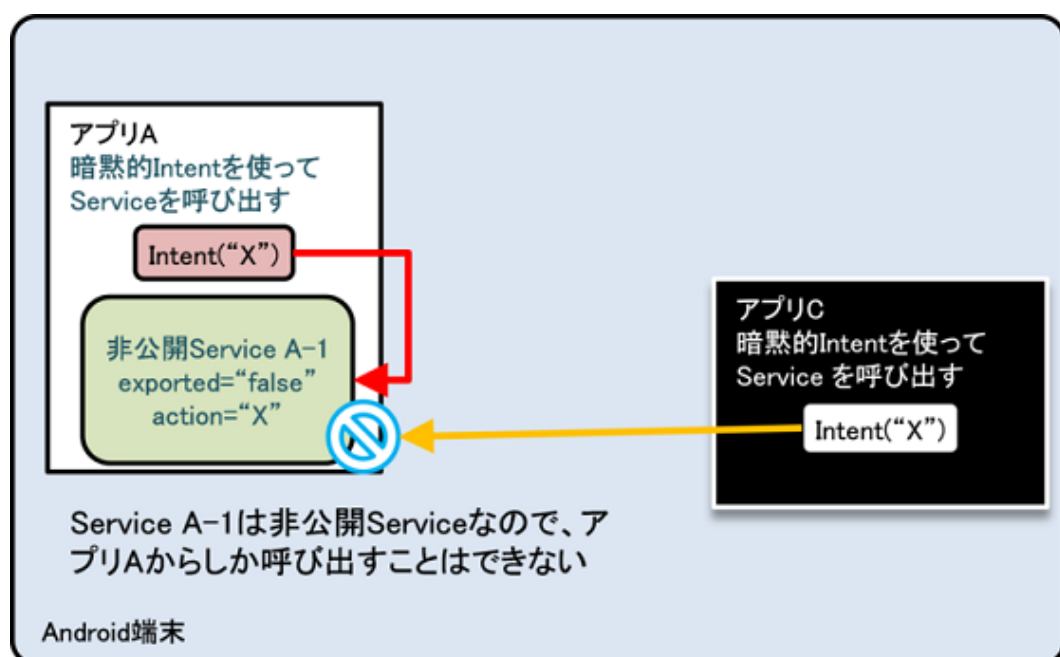 アプリA
暗黙的Intentを使って
Serviceを呼び出す
Intent(“X”)
非公開Service A-1
exported=“false”
action=“X”
アプリC
暗黙的Intentを使って
Service を呼び出す
Intent(“X”)
Service A-1は非公開Serviceなので、ア
プリAからしか呼び出すことはできない
Android端末